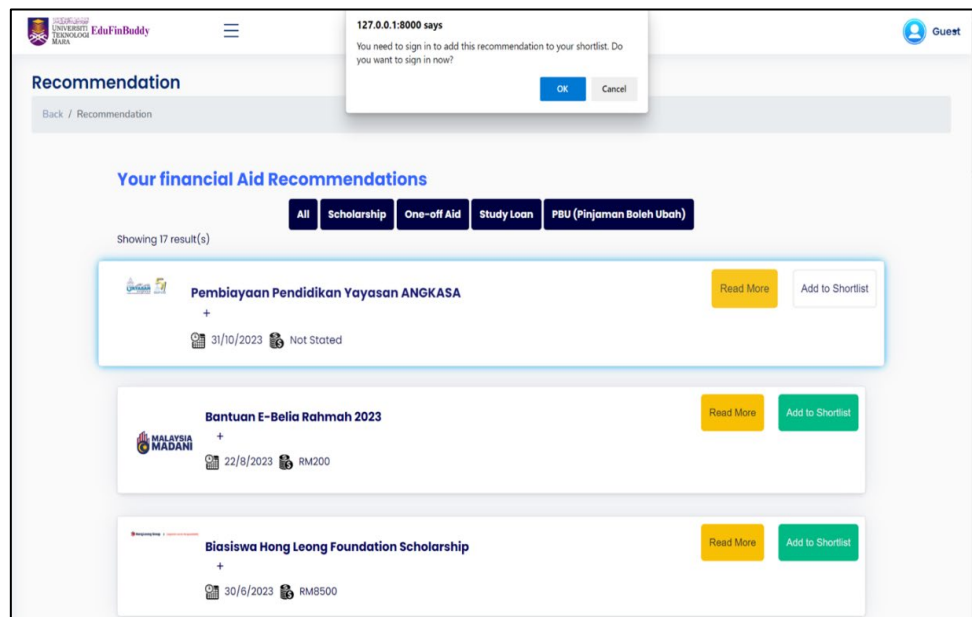 UNIVERSITI
TEKNOLOGI
MARA
EduFinBuddy
127.0.0.1:8000 says
You need to sign in to add this recommendation to your shortlist. Do
you want to sign in now?
OK Cancel
Guest
Recommendation
Back / Recommendation
Your financial Aid Recommendations
All Scholarship One-off Aid Study Loan PBU (Pinjaman Boleh Ubah)
Showing 17 result(s)
Pembiayaan Pendidikan Yayasan ANGKASA
Read More Add to Shortlist
+
31/10/2023 Not Stated
Bantuan E-Belia Rahmah 2023
Read More Add to Shortlist
MALAYSIA
MADANI
+
22/8/2023 RM200
Biasiswa Hong Leong Foundation Scholarship
Read More Add to Shortlist
+
30/6/2023 RM8500